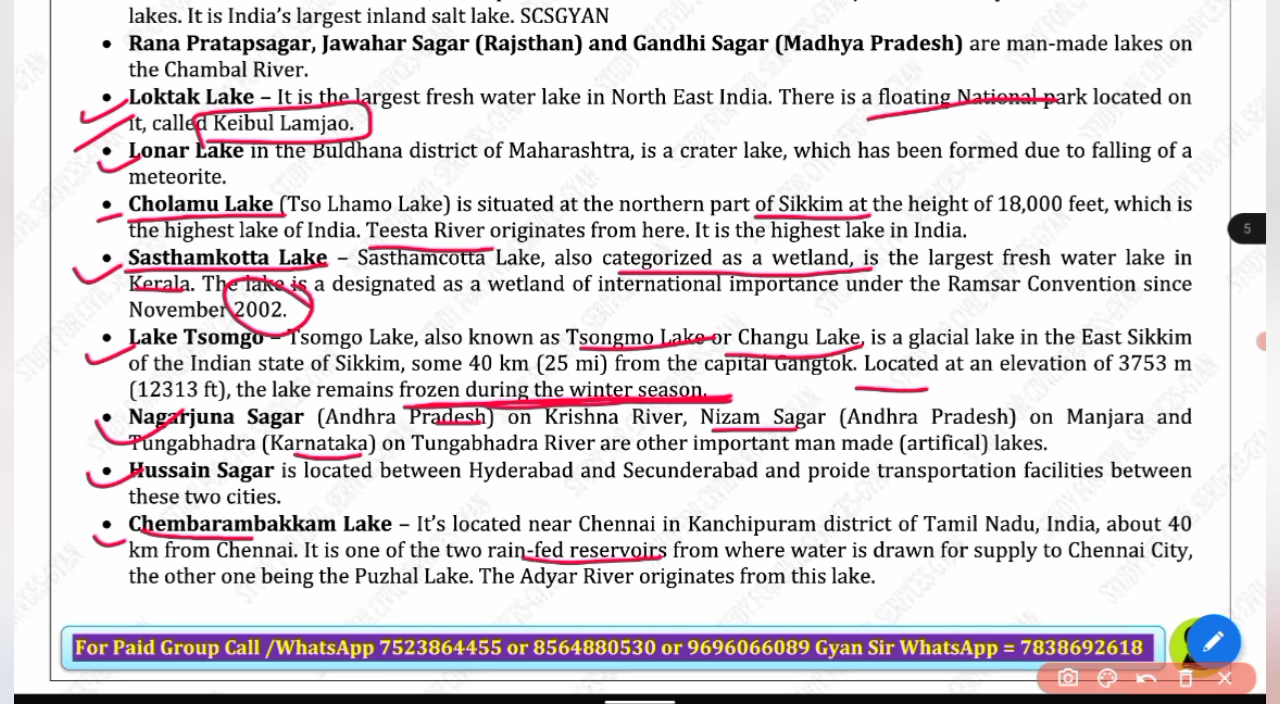 lakes. It is India's largest inland salt lake. SCSGYAN
• Rana Pratapsagar, Jawahar Sagar (Rajsthan) and Gandhi Sagar (Madhya Pradesh) are man-made lakes on
the Chambal River.
• Loktak Lake – It is the largest fresh water lake in North East India. There is a floating National park located on
it, called Keibul Lamjao.
• Lonar Lake in the Buldhana district of Maharashtra, is a crater lake, which has been formed due to falling of a
meteorite.
• Cholamu Lake (Tso Lhamo Lake) is situated at the northern part of Sikkim at the height of 18,000 feet, which is
the highest lake of India. Teesta River originates from here. It is the highest lake in India.
5
• Sasthamkotta Lake – Sasthamcotta Lake, also categorized as a wetland, is the largest fresh water lake in
Kerala. The lake is a designated as a wetland of international importance under the Ramsar Convention since
November 2002.
• Lake Tsomgo – Tsomgo Lake, also known as Tsongmo Lake or Changu Lake, is a glacial lake in the East Sikkim
of the Indian state of Sikkim, some 40 km (25 mi) from the capital Gangtok. Located at an elevation of 3753 m
(12313 ft), the lake remains frozen during the winter season.
• Nagarjuna Sagar (Andhra Pradesh) on Krishna River, Nizam Sagar (Andhra Pradesh) on Manjara and
Tungabhadra (Karnataka) on Tungabhadra River are other important man made (artifical) lakes.
• Hussain Sagar is located between Hyderabad and Secunderabad and proide transportation facilities between
these two cities.
• Chembarambakkam Lake – It's located near Chennai in Kanchipuram district of Tamil Nadu, India, about 40
km from Chennai. It is one of the two rain-fed reservoirs from where water is drawn for supply to Chennai City,
the other one being the Puzhal Lake. The Adyar River originates from this lake.
For Paid Group Call /WhatsApp 7523864455 or 8564880530 or 9696066089 Gyan Sir WhatsApp = 7838692618